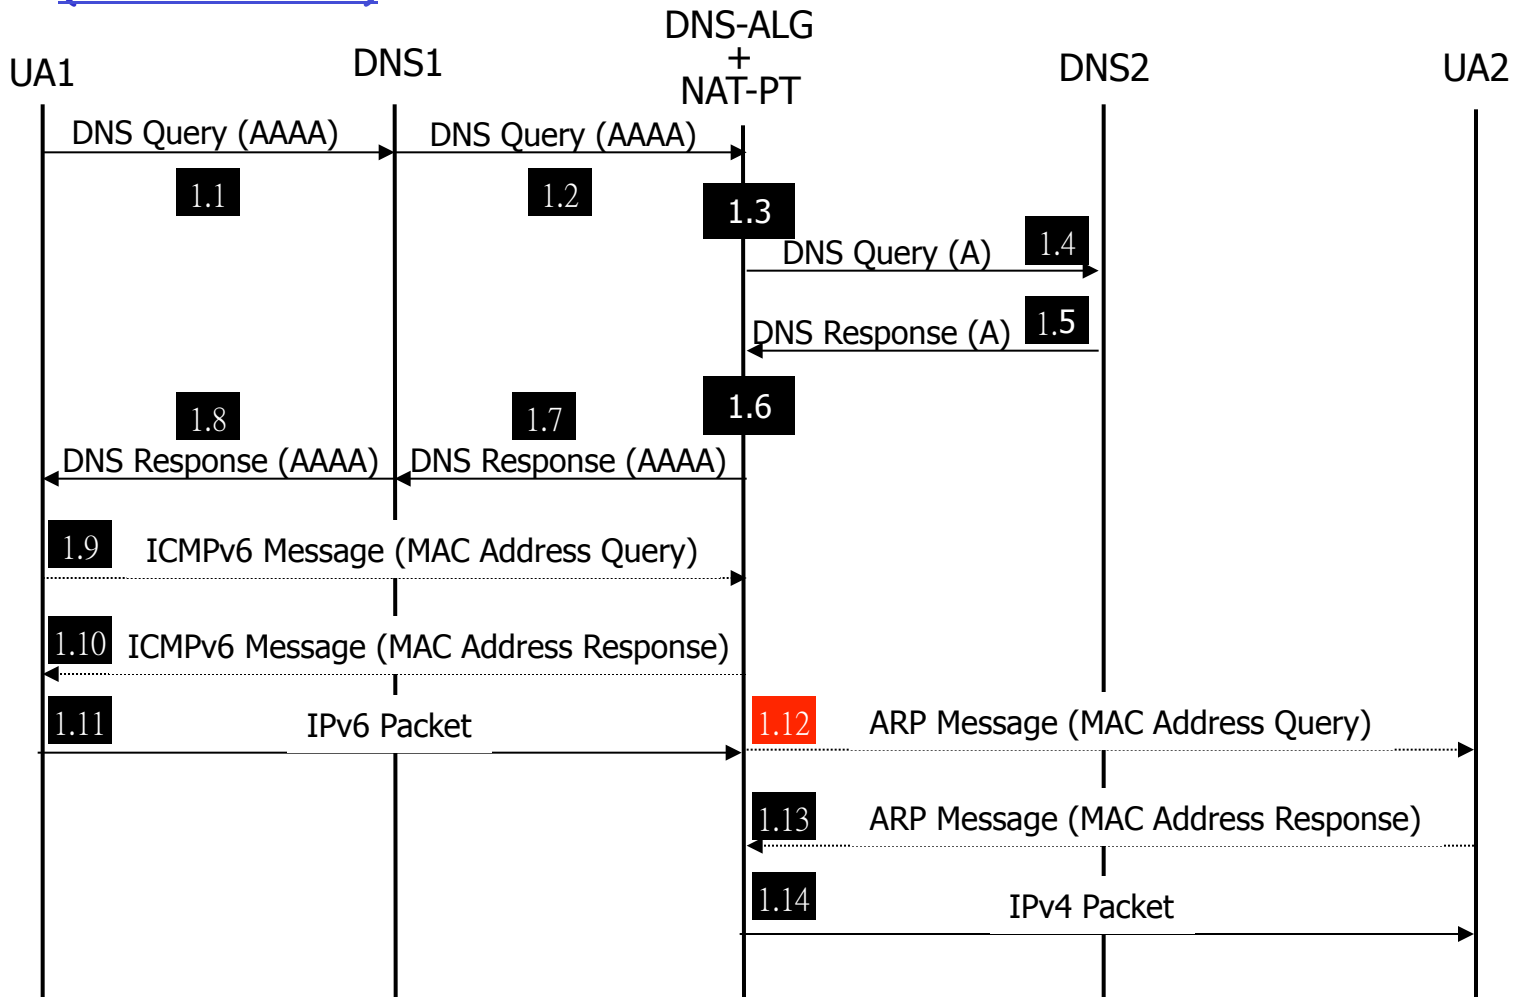 UA1
DNS1
DNS-ALG
+
NAT-PT
DNS2
UA2
DNS Query (AAAA)
DNS Query (AAAA)
1.1
1.2
1.3
DNS Query (A)
1.4
DNS Response (A)
1.5
1.6
1.8
1.7
DNS Response (AAAA)
DNS Response (AAAA)
1.9
ICMPv6 Message (MAC Address Query)
1.10
ICMPv6 Message (MAC Address Response)
1.11
IPv6 Packet
1.12
ARP Message (MAC Address Query)
1.13
ARP Message (MAC Address Response)
1.14
IPv4 Packet